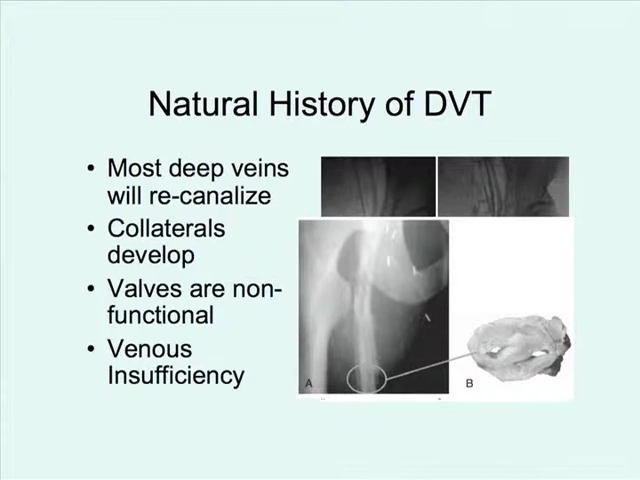 Natural History of DVT
• Most deep veins
will re-canalize
• Collaterals
develop
• Valves are non-
functional
• Venous
Insufficiency
A
B